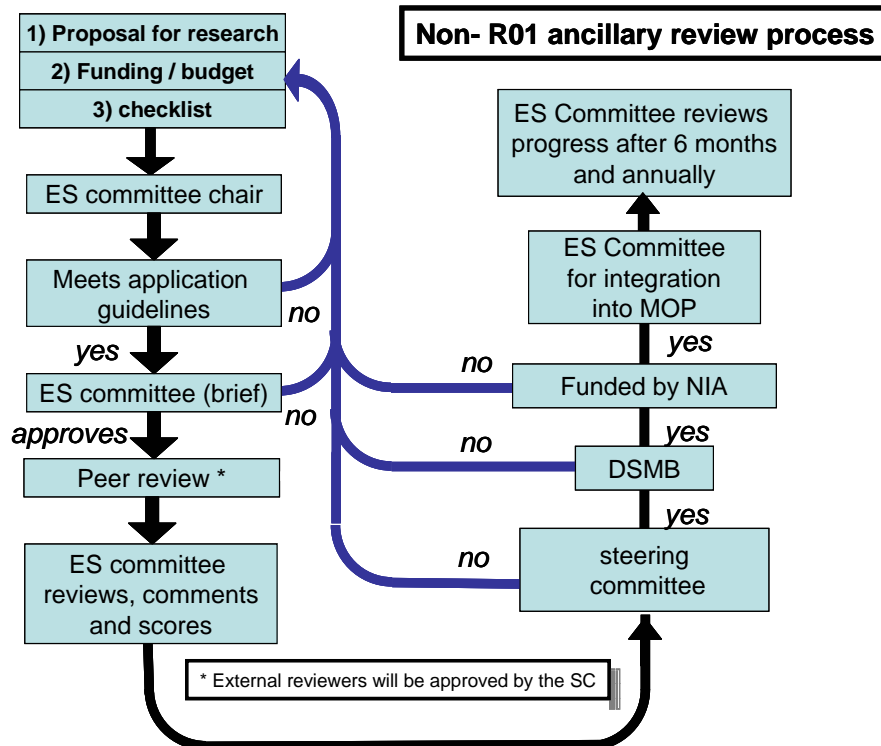 Non- R01 ancillary review process
1) Proposal for research
2) Funding / budget
3) checklist
ES committee chair
Meets application
guidelines
no
yes
ES committee (brief)
no
approves
Peer review *
ES committee
reviews, comments
and scores
* External reviewers will be approved by the SC
steering
committee
no
yes
DSMB
no
yes
Funded by NIA
no
yes
ES Committee
for integration
into MOP
ES Committee reviews
progress after 6 months
and annually